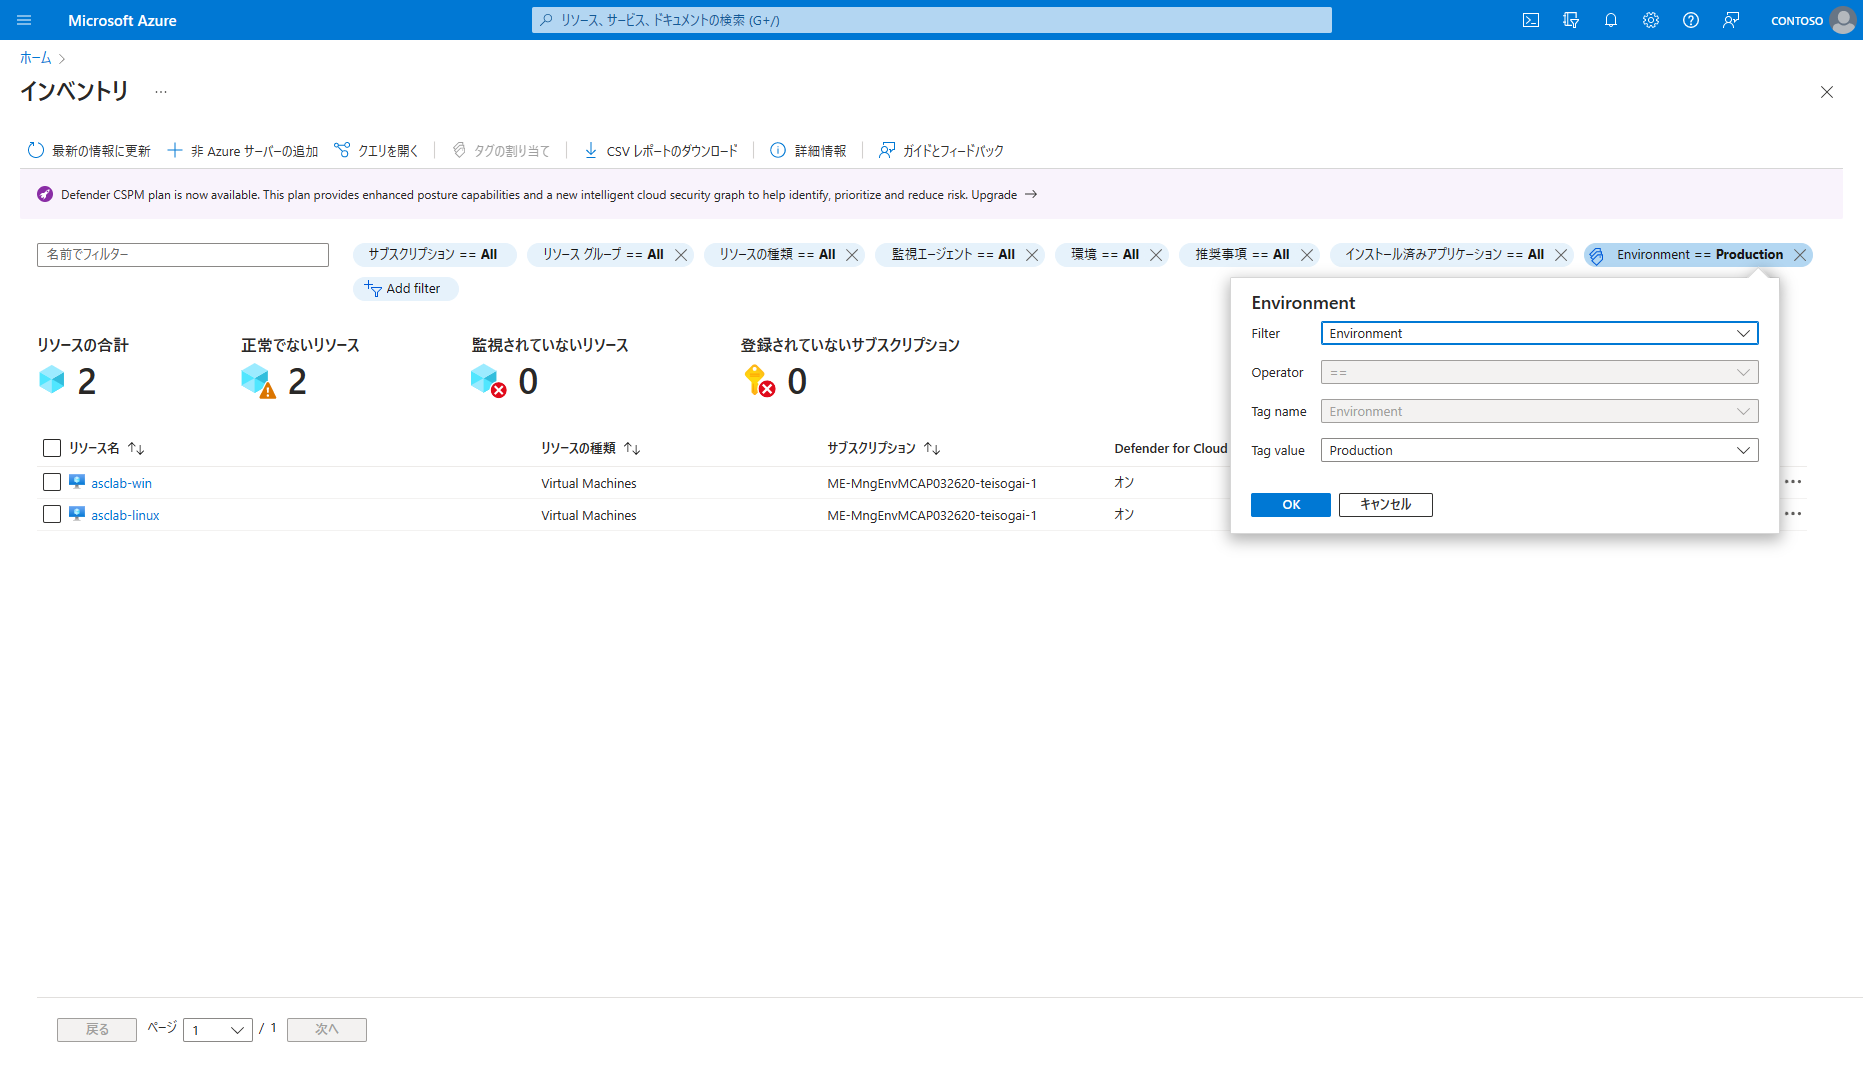 Microsoft Azure
リソース、サービス、ドキュメントの検索 (G+/)
CONTOSO
ホーム
インベントリ
最新の情報に更新
非 Azure サーバーの追加
クエリを開く
タグの割り当て
CSV レポートのダウンロード
詳細情報
ガイドとフィードバック
Defender CSPM plan is now available. This plan provides enhanced posture capabilities and a new intelligent cloud security graph to help identify, prioritize and reduce risk. Upgrade →
名前でフィルター
サブスクリプション == All
リソース グループ == All
リソースの種類 == All
監視エージェント == All
環境 == All
推奨事項 == All
インストール済みアプリケーション == All
Environment == Production
Add filter
リソースの合計
2
正常でないリソース
2
監視されていないリソース
0
登録されていないサブスクリプション
0
Environment
Filter Environment
Operator ==
Tag name Environment
Tag value Production
OK キャンセル
リソース名 リソースの種類 サブスクリプション Defender for Cloud
asclab-win Virtual Machines ME-MngEnvMCAP032620-teisogai-1 オン
asclab-linux Virtual Machines ME-MngEnvMCAP032620-teisogai-1 オン
戻る ページ 1 / 1 次へ